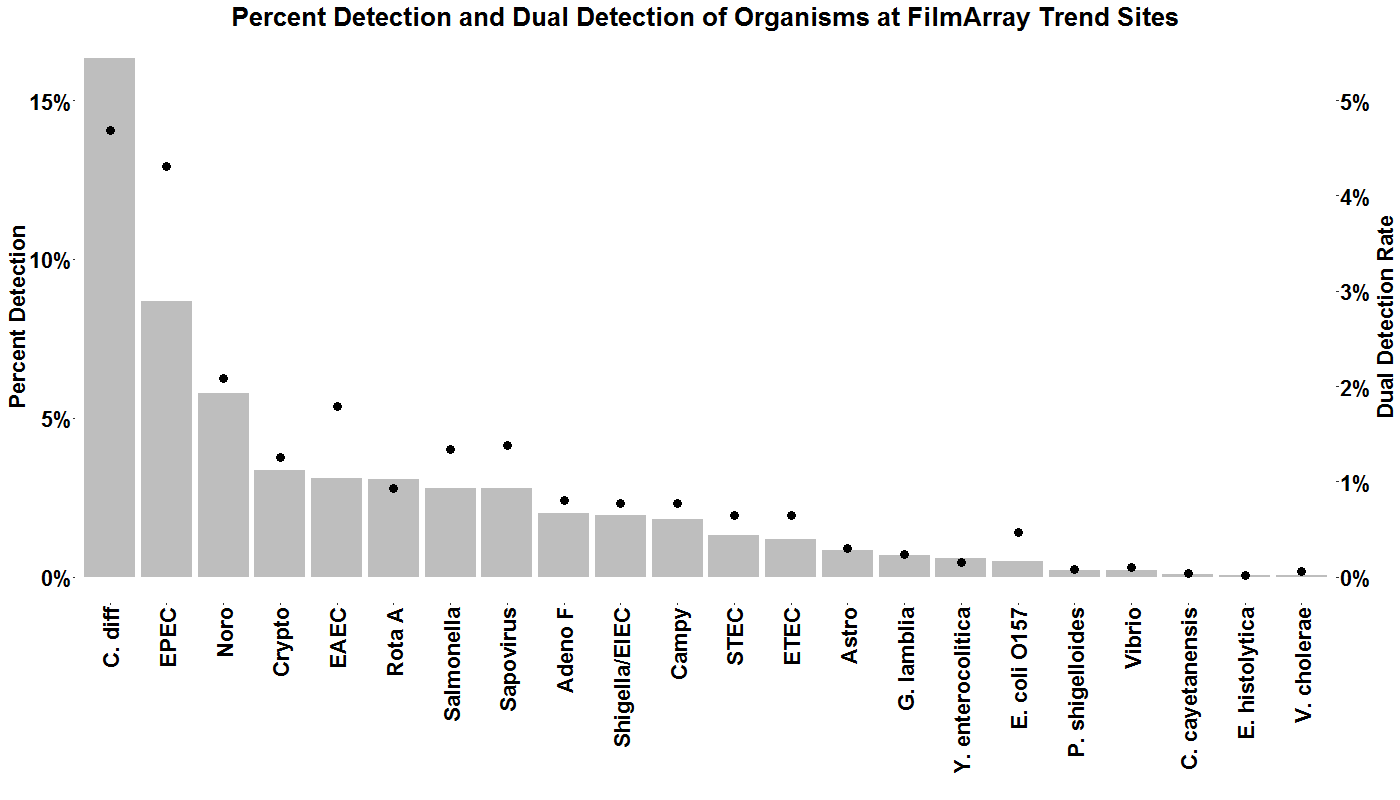 Percent Detection and Dual Detection of Organisms at FilmArray Trend Sites
Percent Detection
15%
10%
5%
0%
5%
4%
3%
2%
1%
0%
Dual Detection Rate
C. diff
EPEC
Noro
Crypto
EAEC
Rota A
Salmonella
Sapovirus
Adeno F
Shigella/EIEC
Campy
STEC
ETEC
Astro
G. lamblia
Y. enterocolitica
E. coli O157
P. shigelloides
Vibrio
C. cayetanensis
E. histolytica
V. cholerae